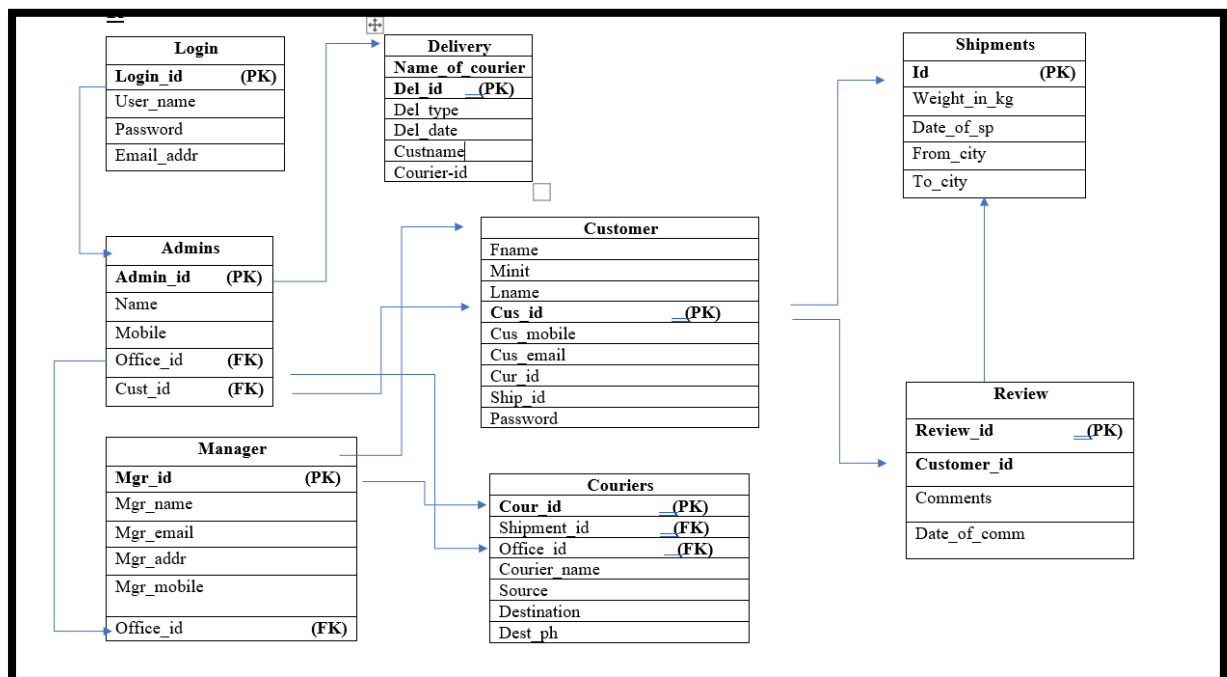 Login
Login_id (PK)
User_name
Password
Email_addr
Delivery
Name_of_courier
Del_id (PK)
Del_type
Del_date
Custname
Courier-id
Shipments
Id (PK)
Weight_in_kg
Date_of_sp
From_city
To_city
Admins
Admin_id (PK)
Name
Mobile
Office_id (FK)
Cust_id (FK)
Customer
Fname
Minit
Lname
Cus_id (PK)
Cus_mobile
Cus_email
Cur_id
Ship_id
Password
Review
Review_id (PK)
Customer_id
Comments
Date_of_comm
Manager
Mgr_id (PK)
Mgr_name
Mgr_email
Mgr_addr
Mgr_mobile
Office_id (FK)
Couriers
Cour_id (PK)
Shipment_id (FK)
Office_id (FK)
Courier_name
Source
Destination
Dest_ph